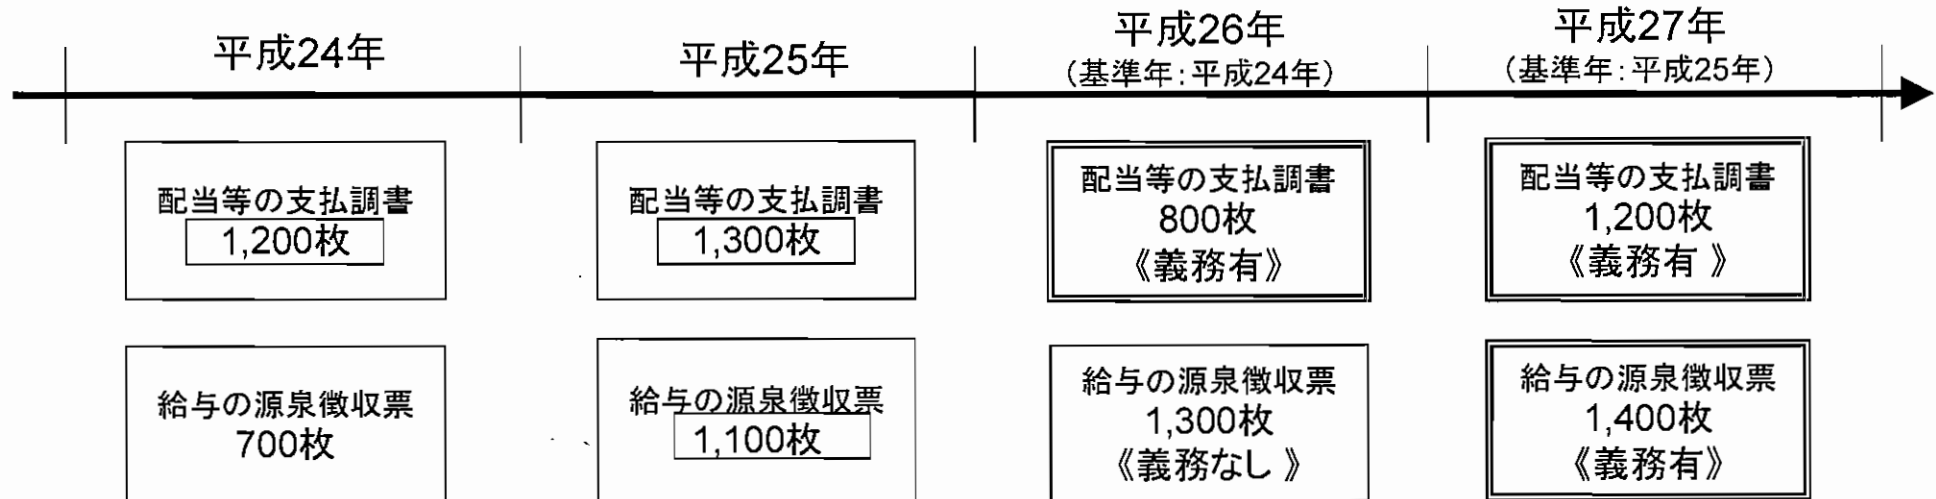 平成24年
平成25年
平成26年
(基準年:平成24年)
平成27年
(基準年:平成25年)
配当等の支払調書
1,200枚
配当等の支払調書
1,300枚
配当等の支払調書
800枚
《義務有》
配当等の支払調書
1,200枚
《義務有 》
給与の源泉徴収票
700枚
給与の源泉徴収票
1,100枚
給与の源泉徴収票
1,300枚
《義務なし 》
給与の源泉徴収票
1,400枚
《義務有》